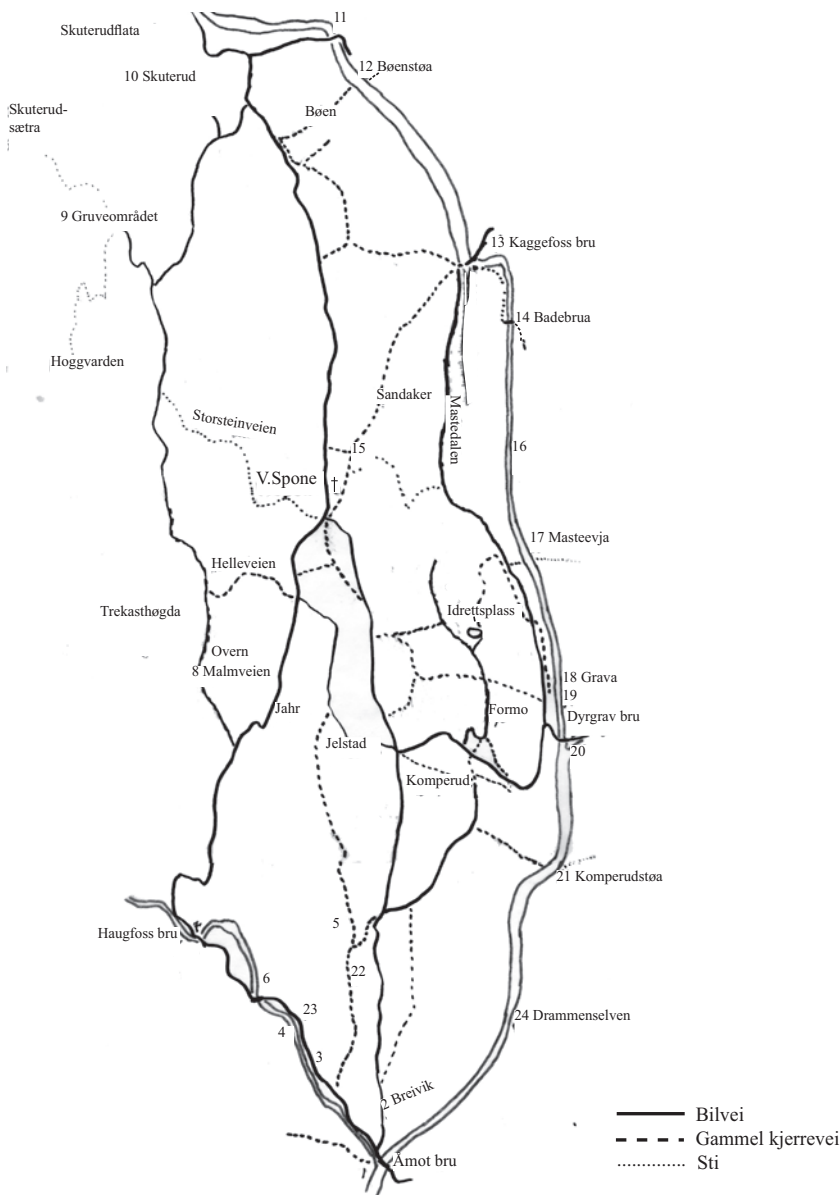 11
Skuterudflata
12 Bøenstøa
10 Skuterud
Skuterud-
sætra
Bøen
9 Gruveområdet
13 Kaggefoss bru
14 Badebrua
Hoggvarden
Sandaker
Mastedalen
Storsteinveien
15
16
V.Spone
†
17 Masteevja
Helleveien
Trekasthøgda
Idrettsplass
Overn
8 Malmveien
18 Grava
19
Jahr
Formo
Dyrgrav bru
Jelstad
20
Komperud
21 Komperudstøa
5
Haugfoss bru
22
6
23
24 Drammenselven
4
3
2 Breivik
Bilvei
Gammel kjerrevei
Sti
Åmot bru